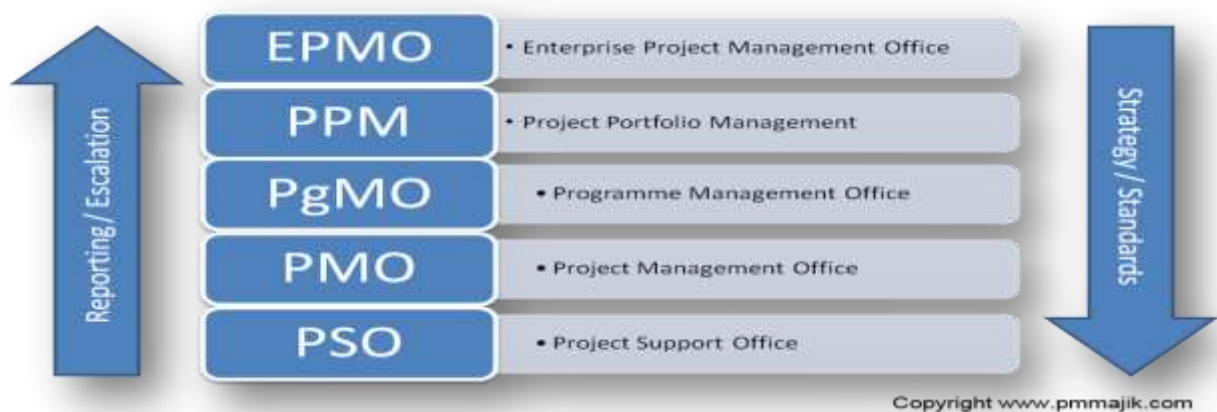 EPMO
• Enterprise Project Management Office
PPM
• Project Portfolio Management
PgMO
• Programme Management Office
PMO
• Project Management Office
PSO
• Project Support Office
Reporting / Escalation
Strategy / Standards
Copyright www.pmmajik.com